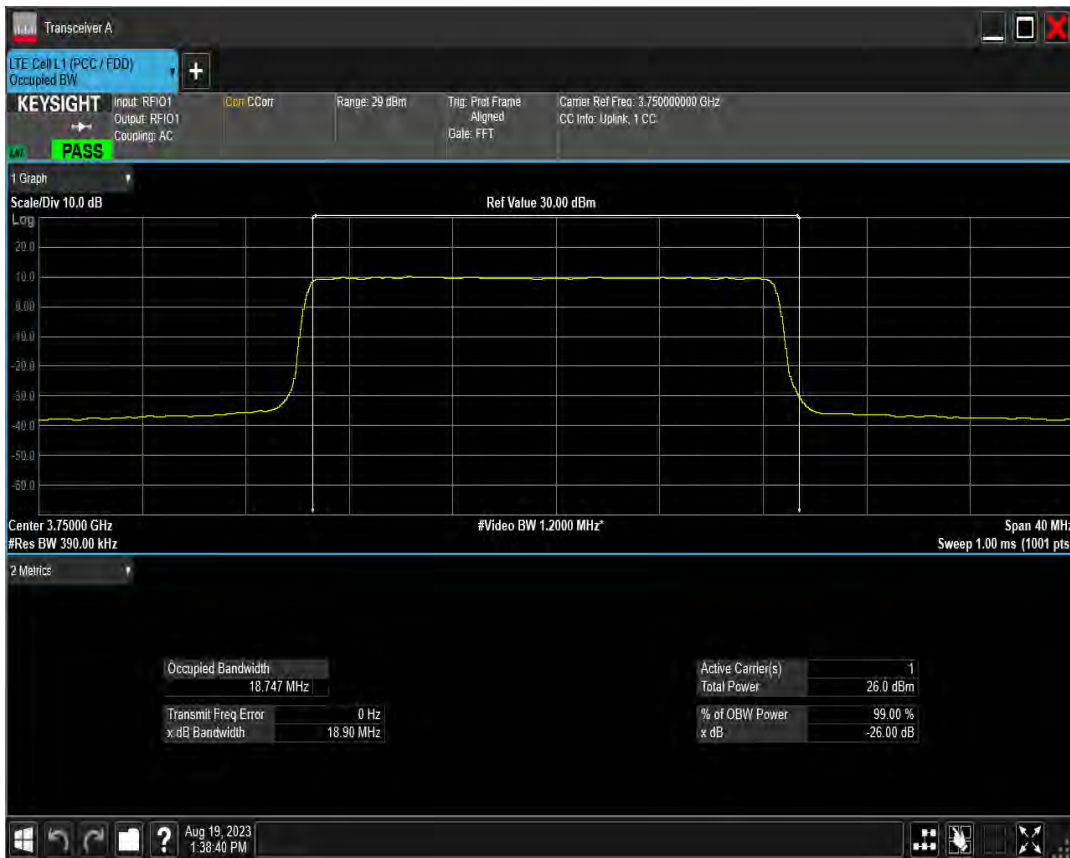 Transceiver A
LTE Cell L1 (PCC / FDD)
Occupied BW
+
KEYSIGHT
Input: RFIO1
Output: RFIO1
Coupling: AC
Corr CCorr
Range: 29 dBm
Trig: Prot Frame
Aligned
Gate: FFT
Carrier Ref Freq: 3.750000000 GHz
CC Info: Uplink, 1 CC
PASS
1 Graph
Scale/Div 10.0 dB
Ref Value 30.00 dBm
Log
20.0
10.0
0.00
-10.0
-20.0
-30.0
-40.0
-50.0
-60.0
Center 3.75000 GHz
#Video BW 1.2000 MHz*
Span 40 MHz
#Res BW 390.00 kHz
Sweep 1.00 ms (1001 pts
2 Metrics
Occupied Bandwidth
18.747 MHz
Transmit Freq Error 0 Hz
x dB Bandwidth 18.90 MHz
Active Carrier(s) 1
Total Power 26.0 dBm
% of OBW Power 99.00 %
x dB -26.00 dB
?
Aug 19, 2023
1:38:40 PM